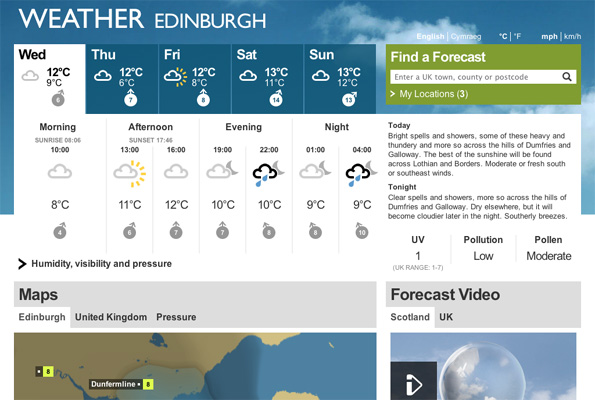 WEATHER EDINBURGH
English | Cymraeg °C | °F mph | km/h
Wed Thu Fri Sat Sun
12°C 12°C 12°C 13°C 13°C
9°C 6°C 8°C 11°C 12°C
6 7 8 14 13
Find a Forecast
Enter a UK town, county or postcode
My Locations (3)
Morning Afternoon Evening Night
SUNRISE 08:06 SUNSET 17:46
10:00 13:00 16:00 19:00 22:00 01:00 04:00
8°C 11°C 12°C 10°C 10°C 9°C 9°C
4 6 7 7 8 8 10
Humidity, visibility and pressure
Today
Bright spells and showers, some of these heavy and
thundery and more so across the hills of Dumfries and
Galloway. The best of the sunshine will be found
across Lothian and Borders. Moderate or fresh south
or southeast winds.
Tonight
Clear spells and showers, more so across the hills of
Dumfries and Galloway. Dry elsewhere, but it will
become cloudier later in the night. Southerly breezes.
UV Pollution Pollen
1 Low Moderate
(UK RANGE: 1-7)
Maps
Edinburgh United Kingdom Pressure
8
Dunfermline 8
Forecast Video
Scotland UK